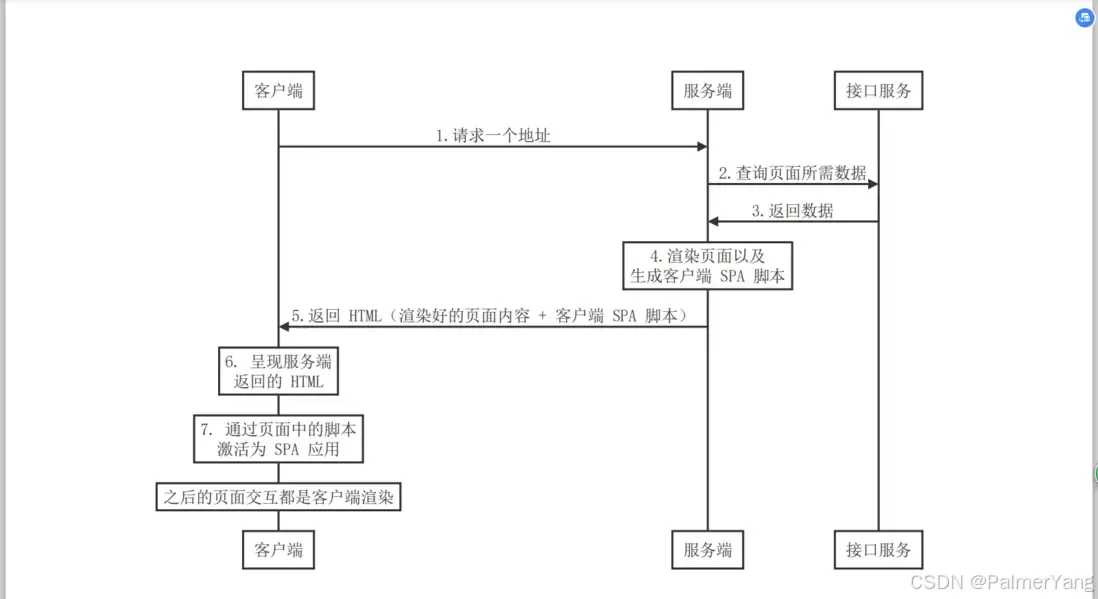 客户端
服务端
接口服务
1.请求一个地址
2.查询页面所需数据
3.返回数据
4.渲染页面以及
生成客户端 SPA 脚本
5.返回 HTML（渲染好的页面内容 + 客户端 SPA 脚本）
6. 呈现服务端
返回的 HTML
7. 通过页面中的脚本
激活为 SPA 应用
之后的页面交互都是客户端渲染
客户端
服务端
接口服务
CSDN @PalmerYang